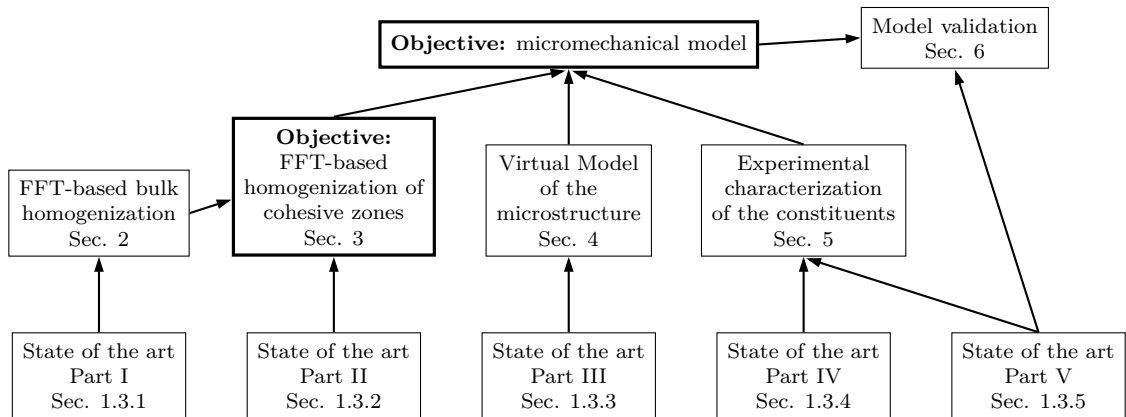 Objective: micromechanical model
Model validation
Sec. 6
Objective:
FFT-based
homogenization of
cohesive zones
Sec. 3
Virtual Model
of the
microstructure
Sec. 4
Experimental
characterization
of the constituents
Sec. 5
FFT-based bulk
homogenization
Sec. 2
State of the art
Part I
Sec. 1.3.1
State of the art
Part II
Sec. 1.3.2
State of the art
Part III
Sec. 1.3.3
State of the art
Part IV
Sec. 1.3.4
State of the art
Part V
Sec. 1.3.5